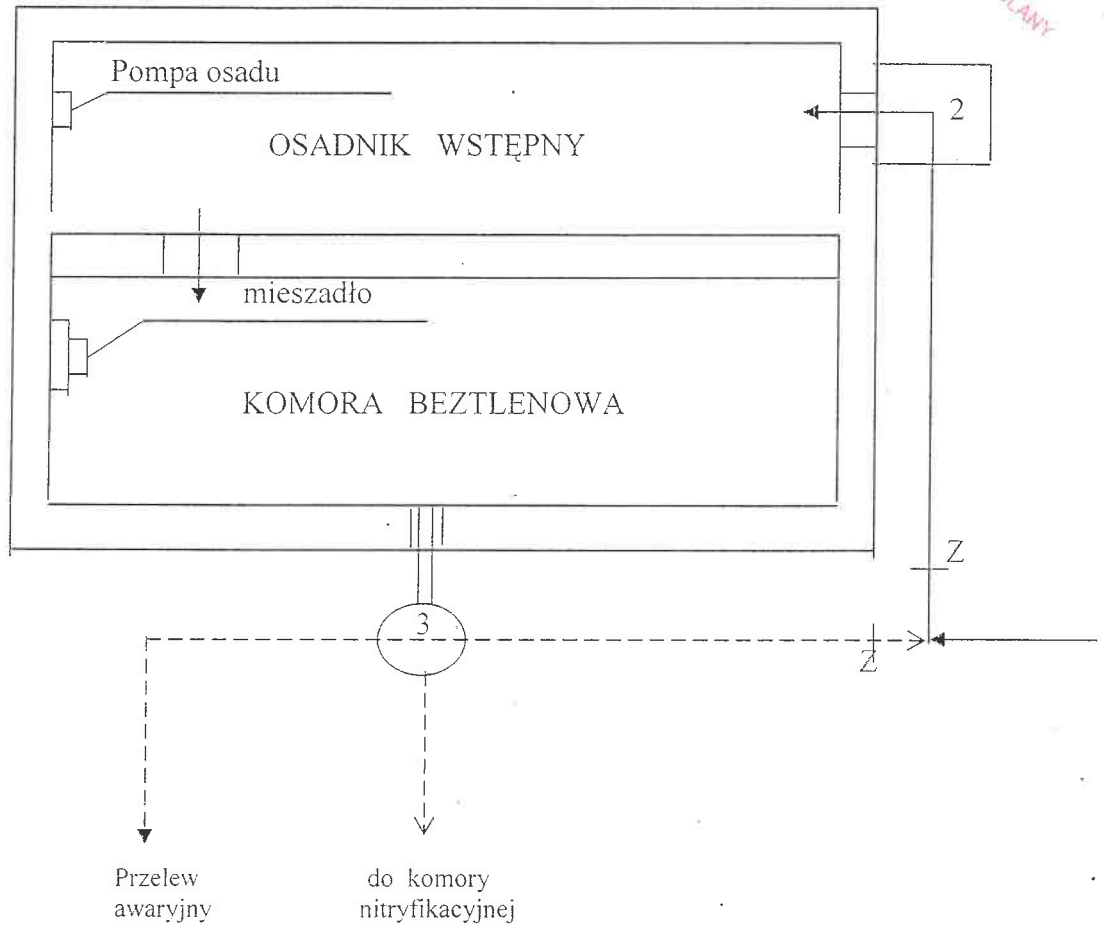 Pompa osadu
2
OSADNIK WSTĘPNY
mieszadło
KOMORA BEZTLENOWA
Z
3
Z
Przelew
awaryjny
do komory
nitryfikacyjnej